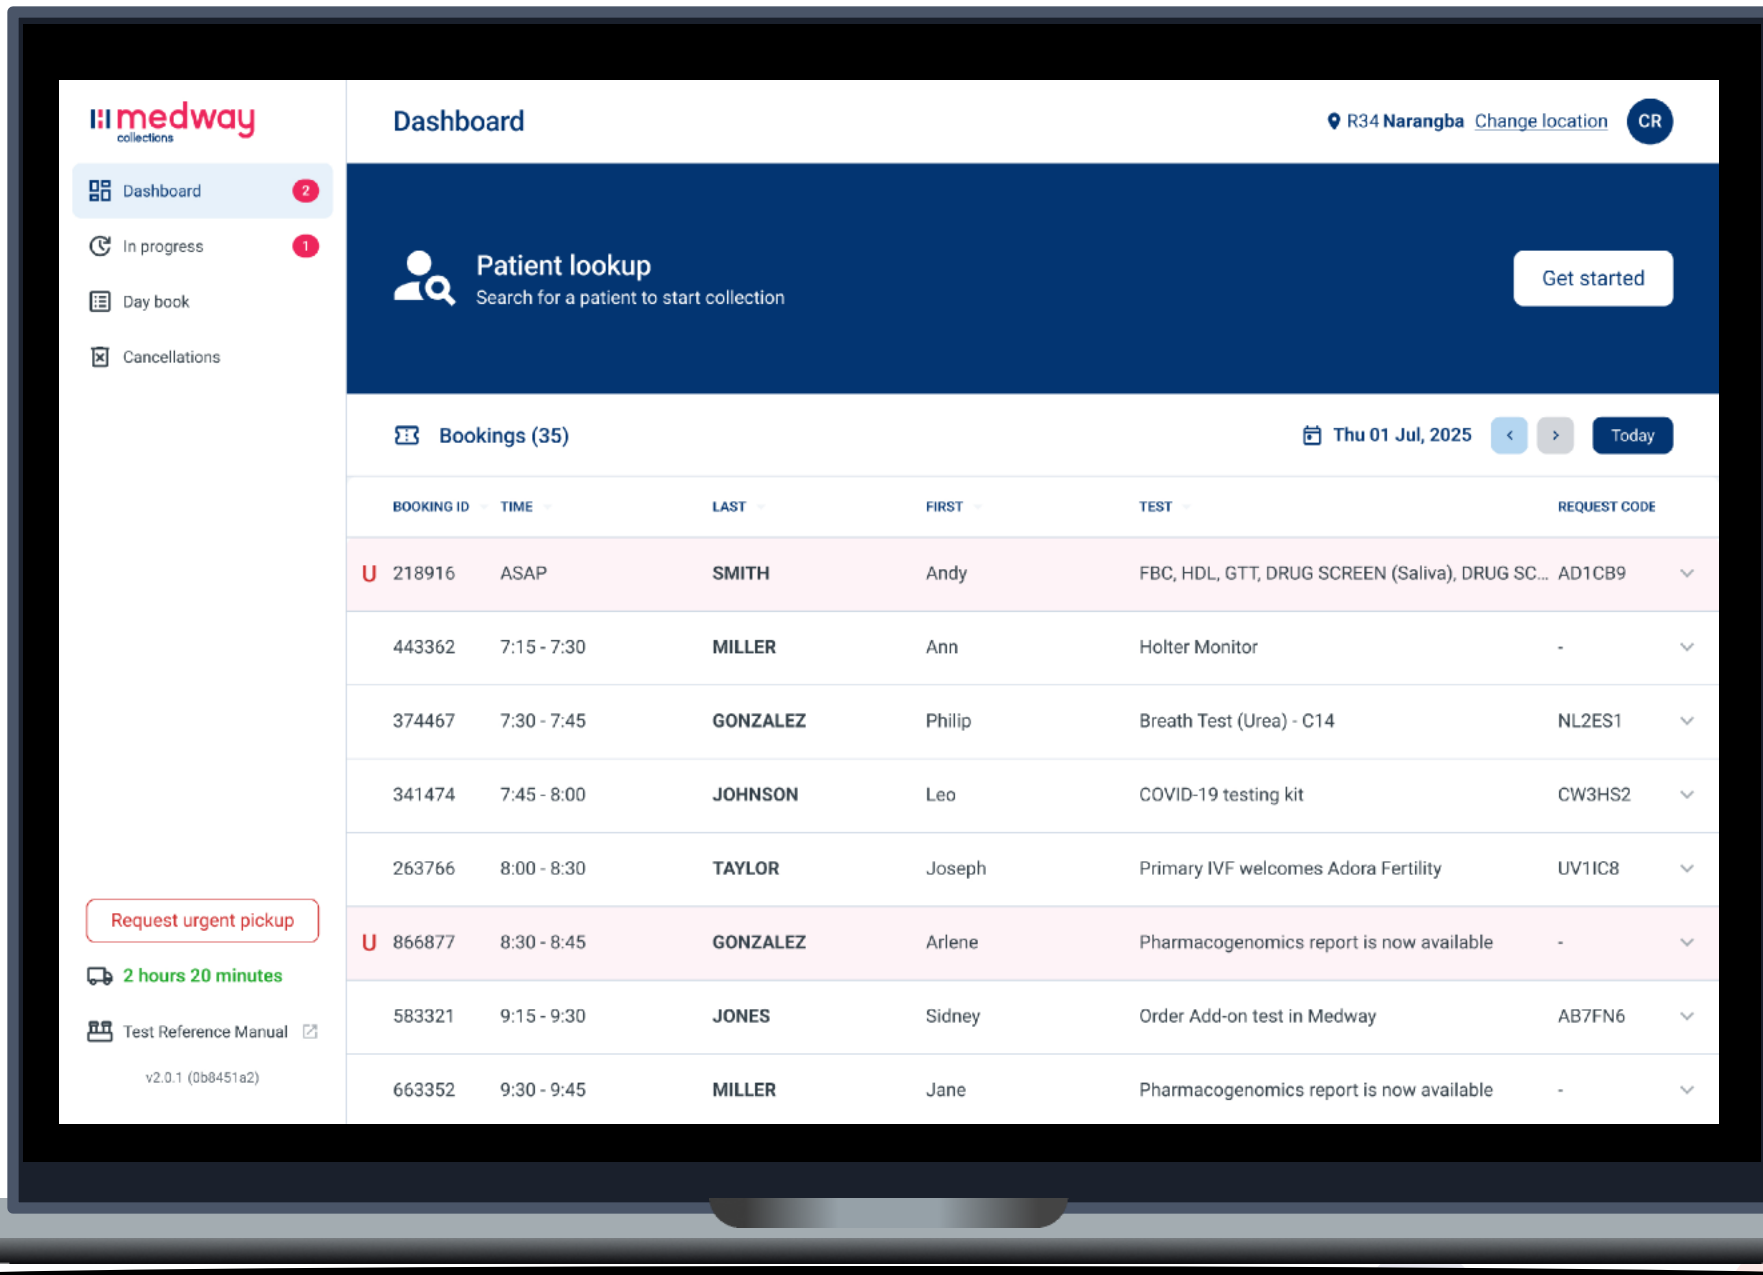 medway
collections
Dashboard 2
In progress 1
Day book
Cancellations
Request urgent pickup
2 hours 20 minutes
Test Reference Manual
v2.0.1 (0b8451a2)
Dashboard
R34 Narangba Change location CR
Patient lookup
Search for a patient to start collection
Get started
Bookings (35)
Thu 01 Jul, 2025 < > Today
BOOKING ID TIME LAST FIRST TEST REQUEST CODE
U 218916 ASAP SMITH Andy FBC, HDL, GTT, DRUG SCREEN (Saliva), DRUG SC... AD1CB9
443362 7:15 - 7:30 MILLER Ann Holter Monitor -
374467 7:30 - 7:45 GONZALEZ Philip Breath Test (Urea) - C14 NL2ES1
341474 7:45 - 8:00 JOHNSON Leo COVID-19 testing kit CW3HS2
263766 8:00 - 8:30 TAYLOR Joseph Primary IVF welcomes Adora Fertility UV1IC8
U 866877 8:30 - 8:45 GONZALEZ Arlene Pharmacogenomics report is now available -
583321 9:15 - 9:30 JONES Sidney Order Add-on test in Medway AB7FN6
663352 9:30 - 9:45 MILLER Jane Pharmacogenomics report is now available -